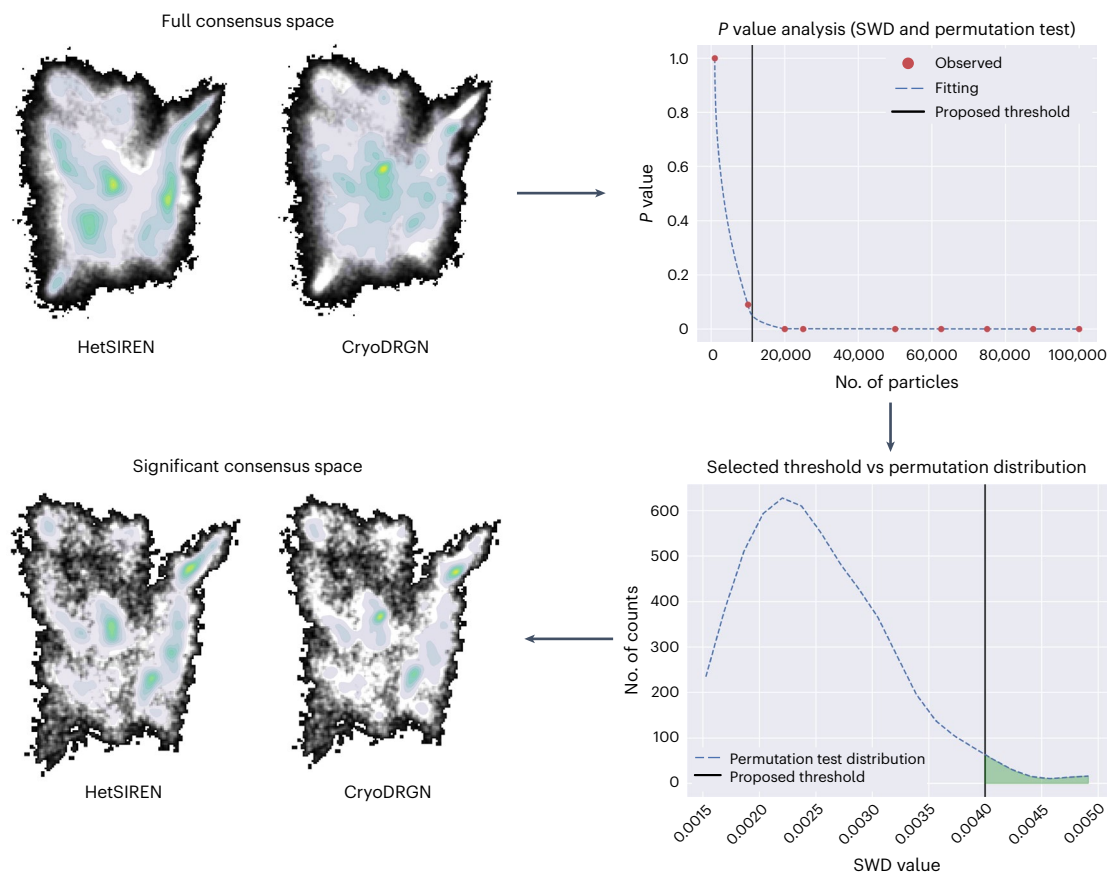 Full consensus space
HetSIREN
CryoDRGN
P value analysis (SWD and permutation test)
1.0
0.8
0.6
0.4
0.2
0
P value
Observed
Fitting
Proposed threshold
0 20,000 40,000 60,000 80,000 100,000
No. of particles
Significant consensus space
HetSIREN
CryoDRGN
Selected threshold vs permutation distribution
600
500
400
300
200
100
0
No. of counts
Permutation test distribution
Proposed threshold
0.0015 0.0020 0.0025 0.0030 0.0035 0.0040 0.0045 0.0050
SWD value